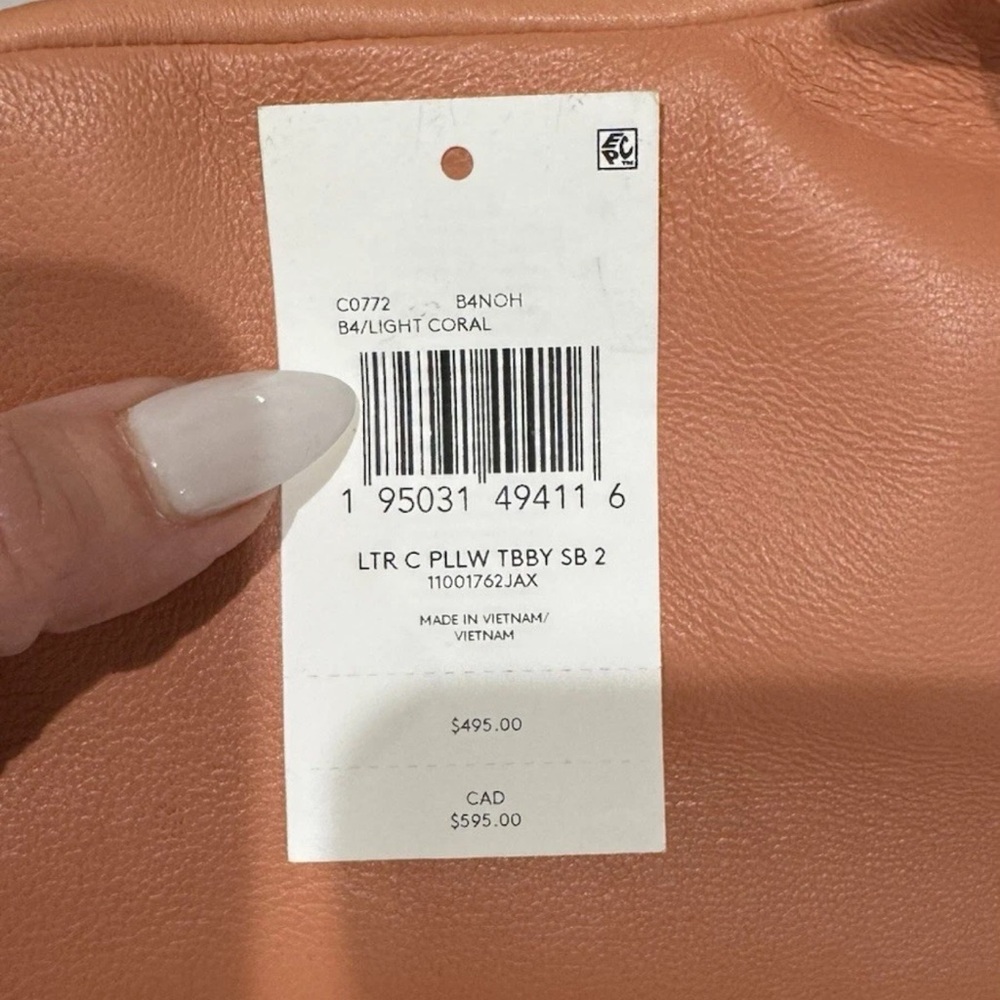 EPC™
C0772 B4NOH
B4/LIGHT CORAL
1 95031 49411 6
LTR C PLLW TBBY SB 2
11001762JAX
MADE IN VIETNAM/
VIETNAM
$495.00
CAD
$595.00